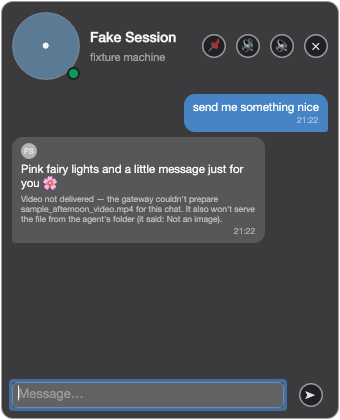 Fake Session
fixture machine
send me something nice
21:22
FS
Pink fairy lights and a little message just for
you 🌸
Video not delivered — the gateway couldn't prepare
sample_afternoon_video.mp4 for this chat. It also won't serve
the file from the agent's folder (it said: Not an image).
21:22
Message…